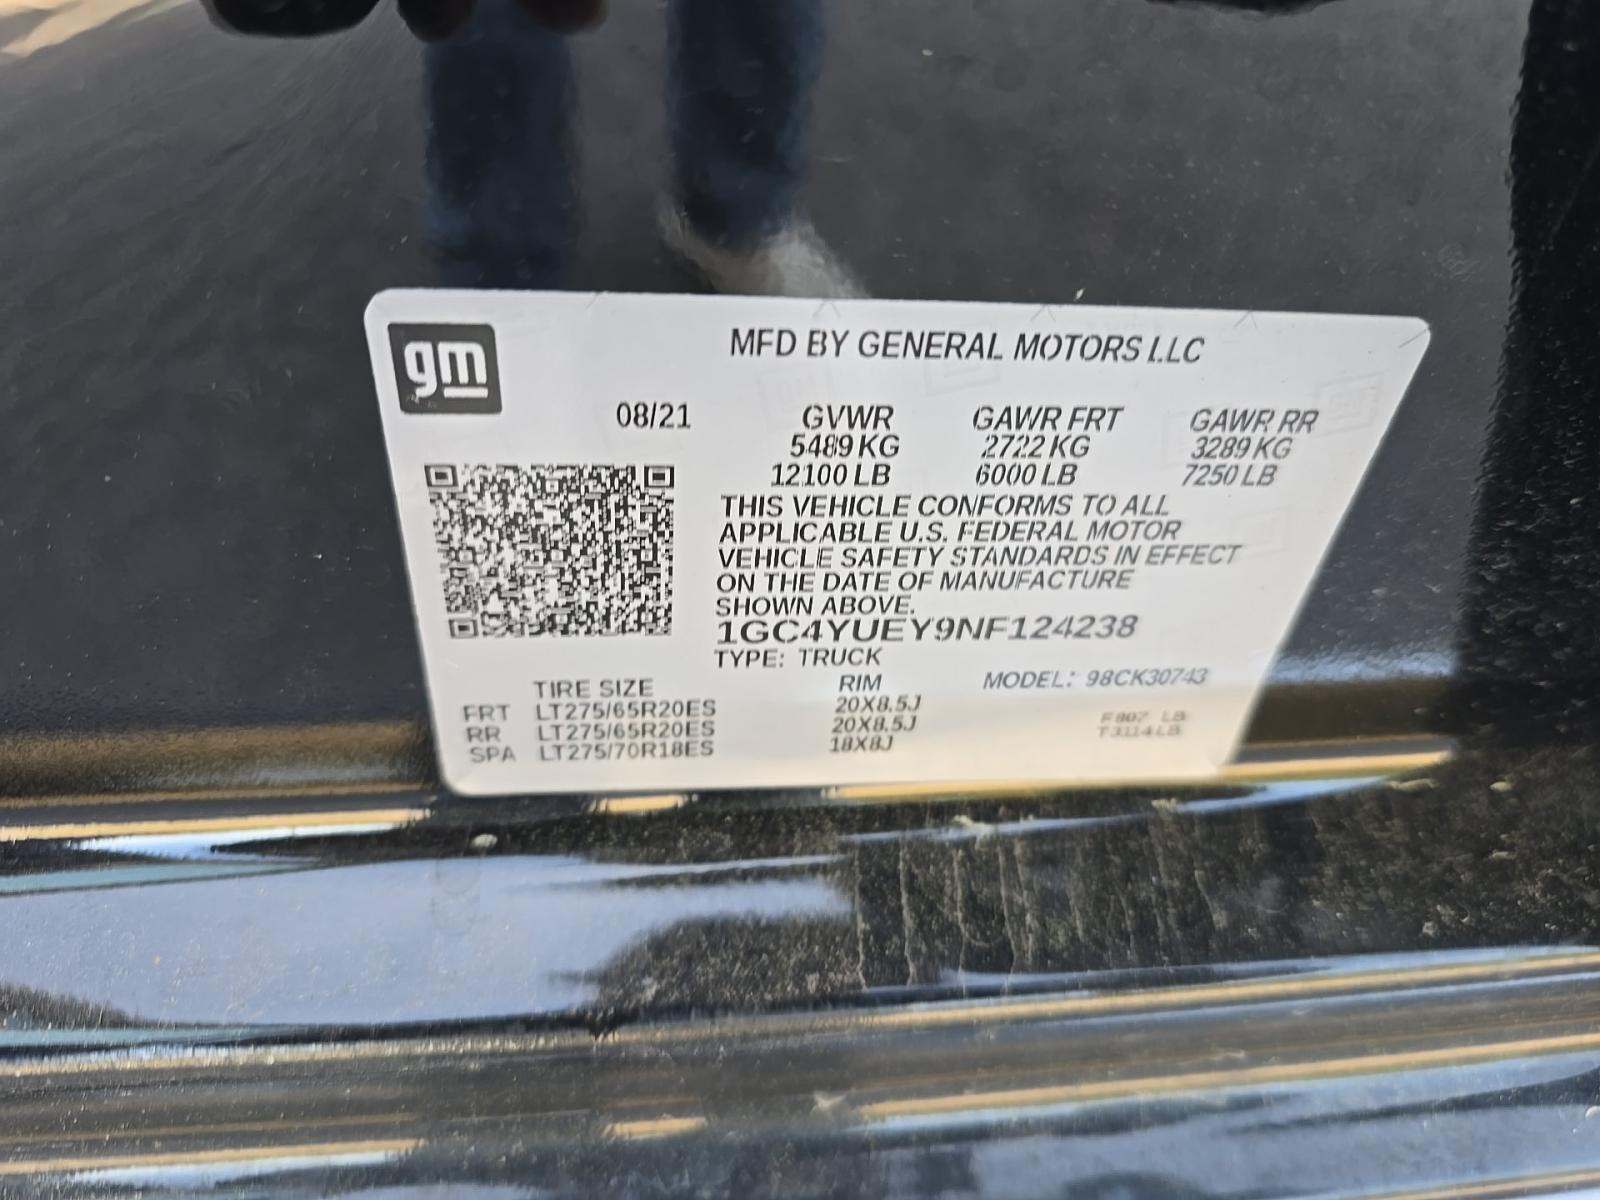 gm
MFD BY GENERAL MOTORS LLC
08/21 GVWR GAWR FRT GAWR RR
5489 KG 2722 KG 3289 KG
12100 LB 6000 LB 7250 LB
THIS VEHICLE CONFORMS TO ALL
APPLICABLE U.S. FEDERAL MOTOR
VEHICLE SAFETY STANDARDS IN EFFECT
ON THE DATE OF MANUFACTURE
SHOWN ABOVE.
1GC4YUEY9NF124238
TYPE: TRUCK
TIRE SIZE RIM MODEL: 98CK30743
FRT LT275/65R20ES 20X8.5J
RR LT275/65R20ES 20X8.5J
SPA LT275/70R18ES 18X8J
F807 LB
T3114LB